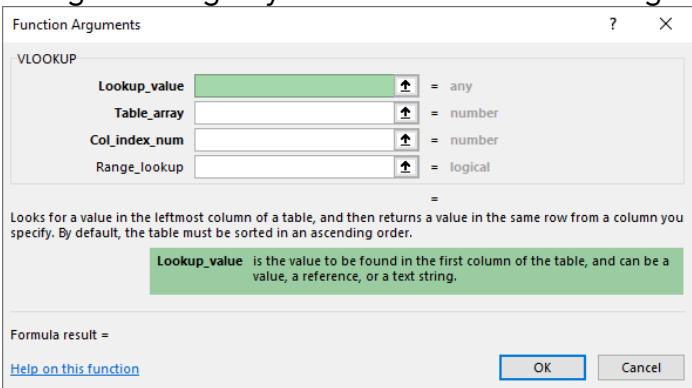 Function Arguments ? ×
VLOOKUP
Lookup_value = any
Table_array = number
Col_index_num = number
Range_lookup = logical
=
Looks for a value in the leftmost column of a table, and then returns a value in the same row from a column you
specify. By default, the table must be sorted in an ascending order.
Lookup_value is the value to be found in the first column of the table, and can be a
value, a reference, or a text string.
Formula result =
Help on this function OK Cancel